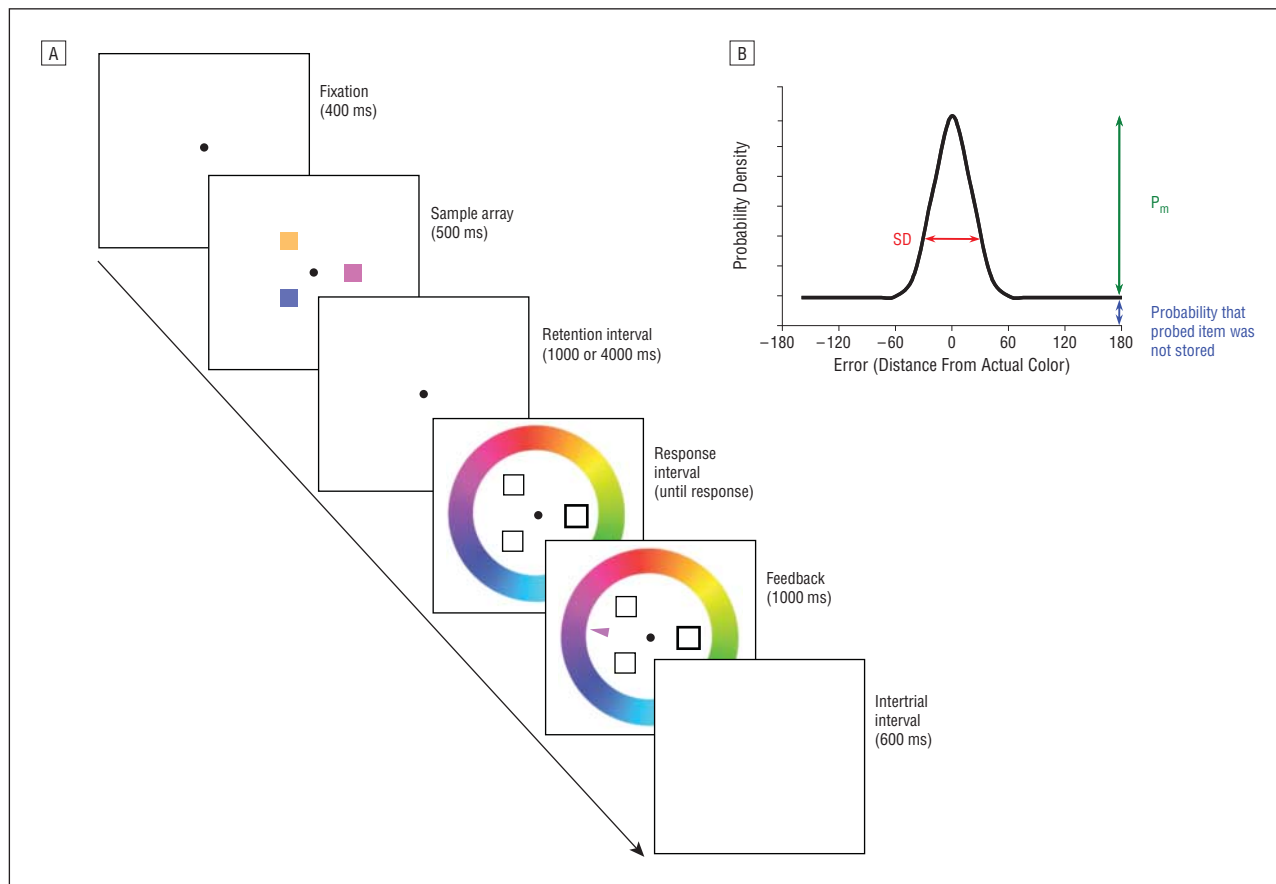 A
Fixation
(400 ms)
Sample array
(500 ms)
Retention interval
(1000 or 4000 ms)
Response
interval
(until response)
Feedback
(1000 ms)
Intertrial
interval
(600 ms)
B
Probability Density
SD
P_m
Probability that
probed item was
not stored
−180 −120 −60 0 60 120 180
Error (Distance From Actual Color)